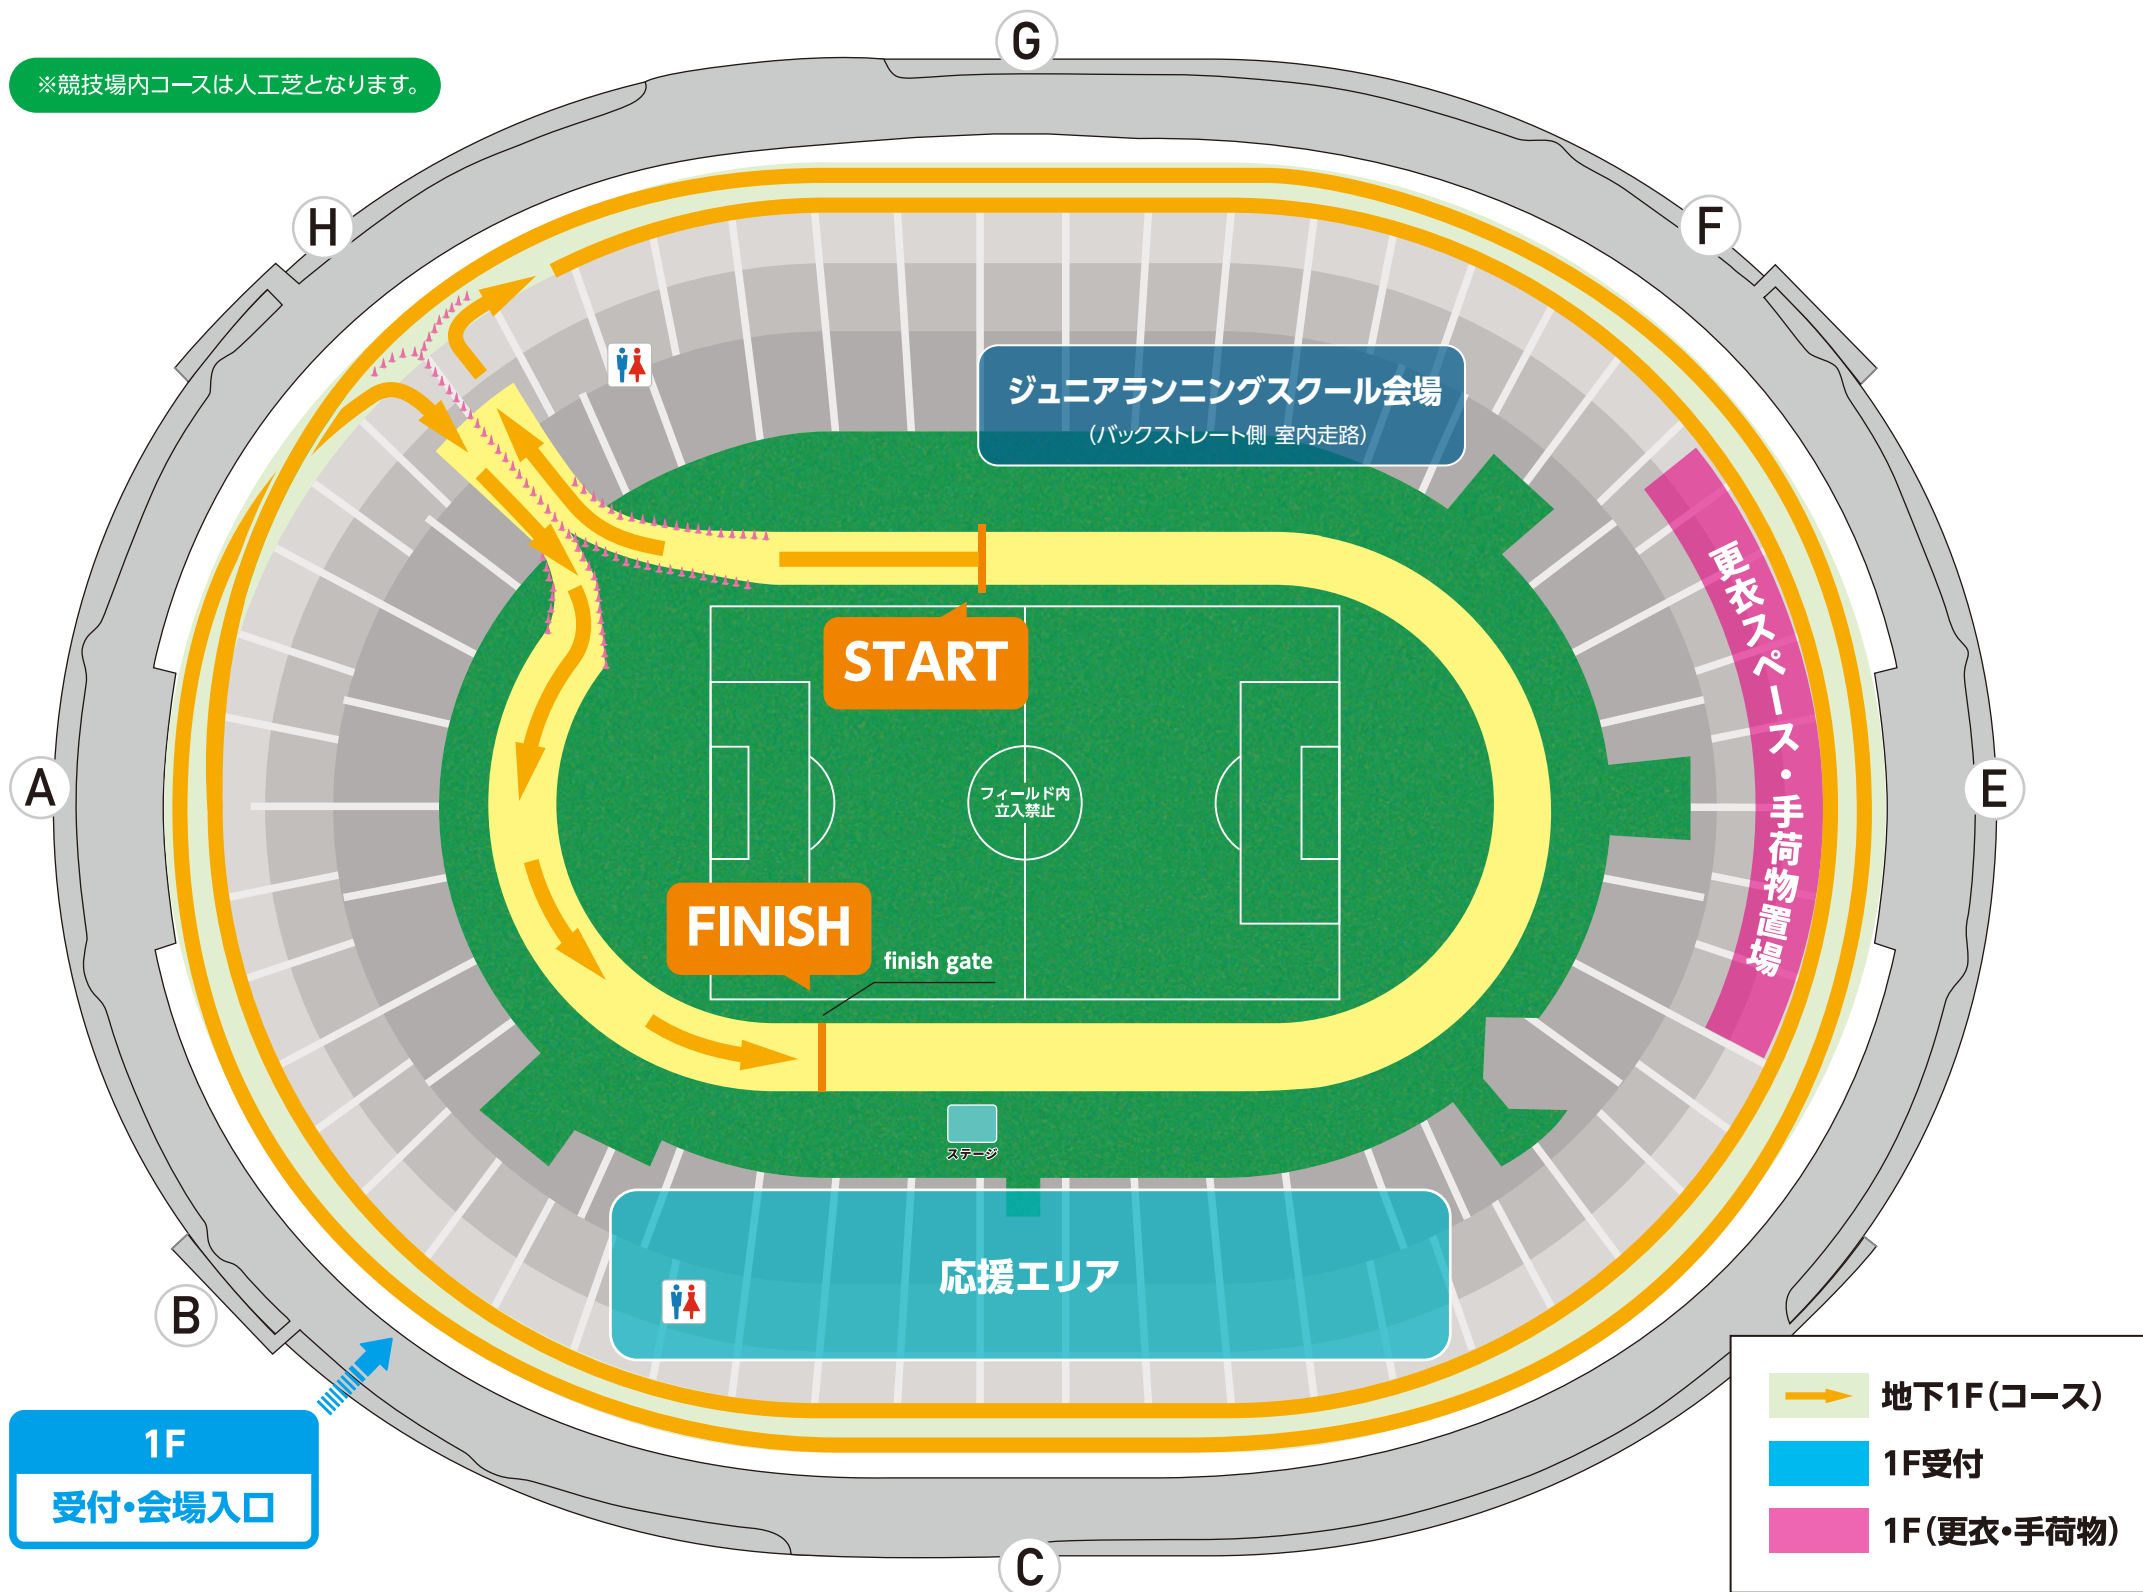 G
※競技場内コースは人工芝となります。
H
F
ジュニアランニングスクール会場
（バックストレート側 室内走路）
更衣スペース・手荷物置場
START
A
フィールド内
立入禁止
E
FINISH
finish gate
ステージ
応援エリア
B
1F
受付・会場入口
C
地下1F（コース）
1F受付
1F（更衣・手荷物）